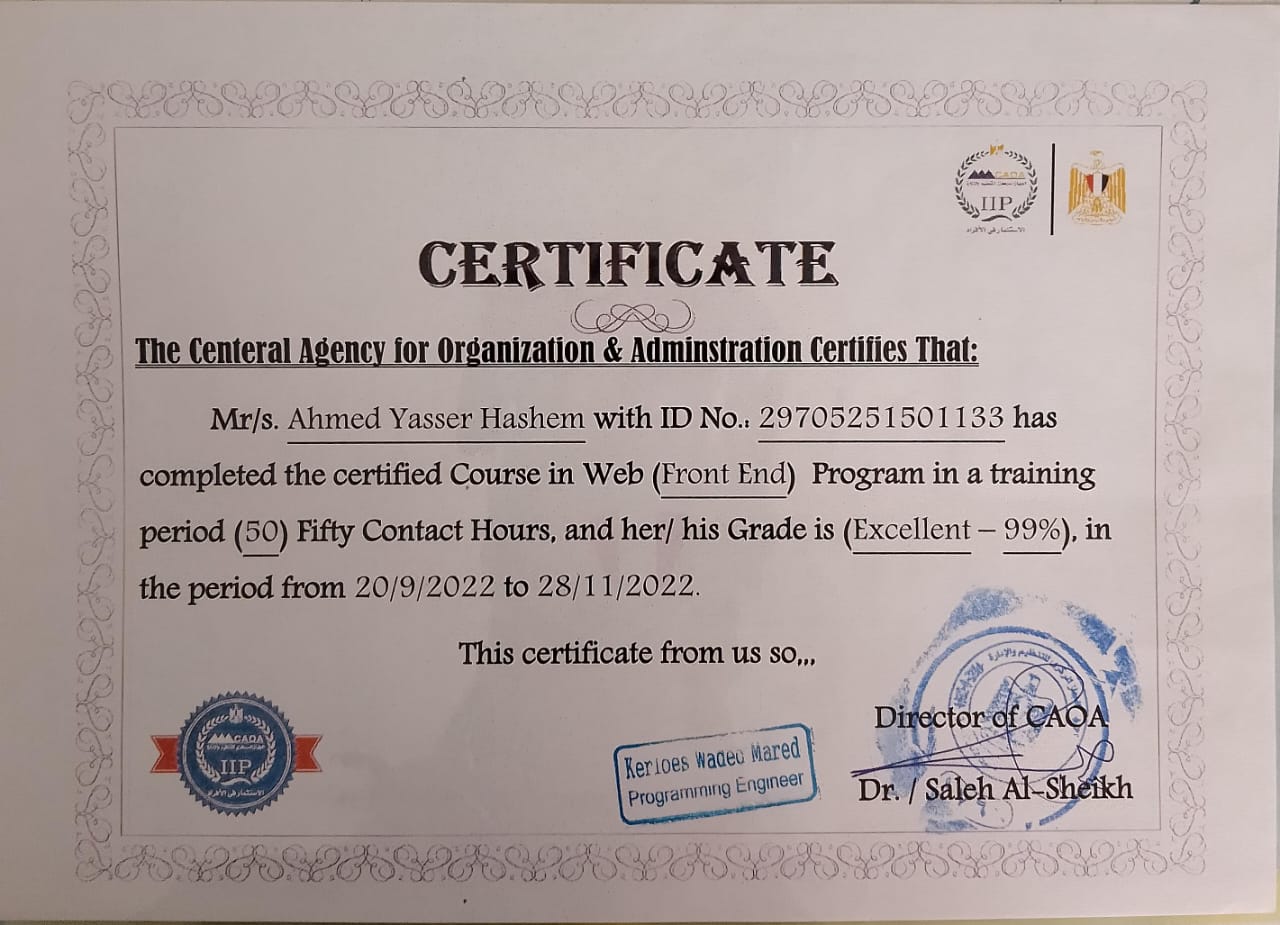 CAOA
IIP
الاستثمار في الأفراد
CERTIFICATE
The Centeral Agency for Organization & Adminstration Certifies That:
Mr/s. Ahmed Yasser Hashem with ID No.: 29705251501133 has
completed the certified Course in Web (Front End) Program in a training
period (50) Fifty Contact Hours, and her/ his Grade is (Excellent – 99%), in
the period from 20/9/2022 to 28/11/2022.
This certificate from us so,,,
للتنظيم والإدارة
Director of CAOA
Dr. / Saleh Al-Sheikh
Kerloes Wadeo Mared
Programming Engineer
CAOA
IIP
الاستثمار في الأفراد